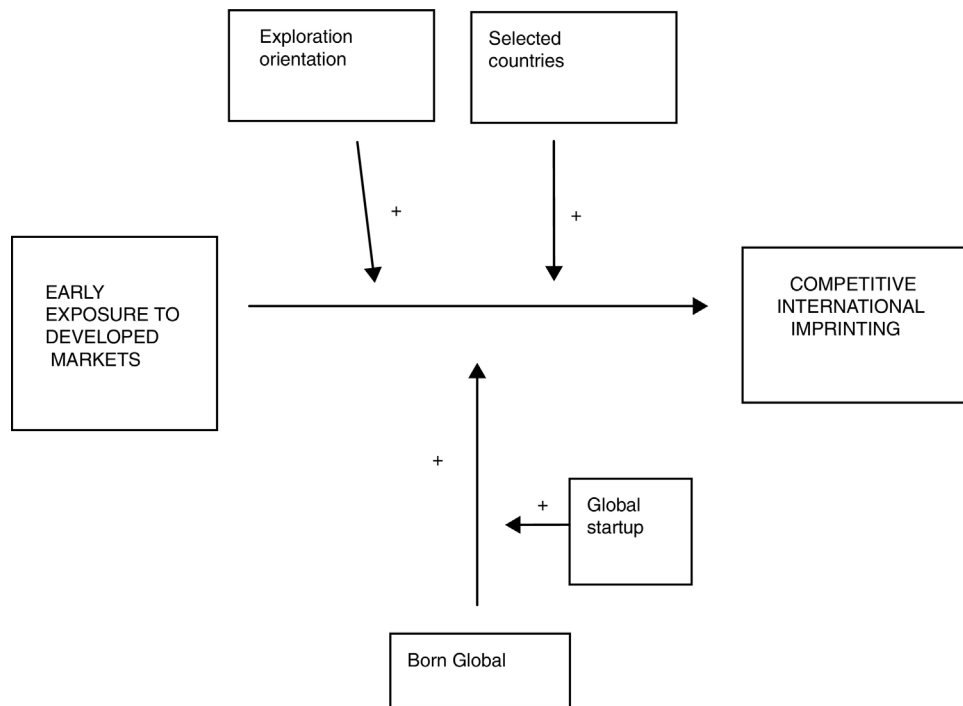 Exploration
orientation
Selected
countries
+
+
EARLY
EXPOSURE TO
DEVELOPED
MARKETS
COMPETITIVE
INTERNATIONAL
IMPRINTING
+
+
Global
startup
Born Global